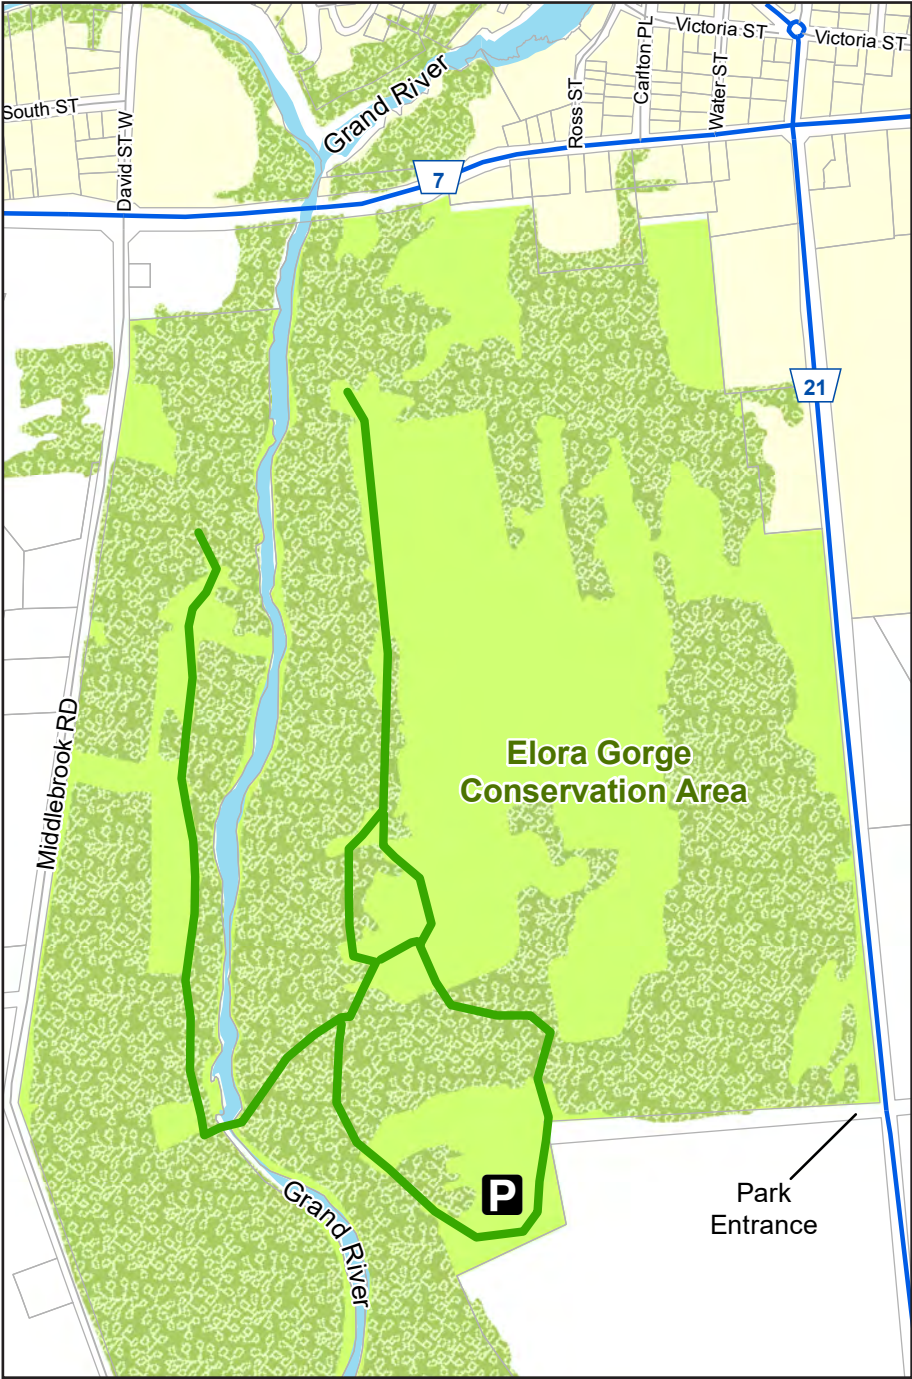 Victoria ST
Victoria ST
South ST
David ST W
Grand River
Ross ST
Carlton PL
Water ST
7
21
Middlebrook RD
Elora Gorge
Conservation Area
P
Park
Entrance
Grand River